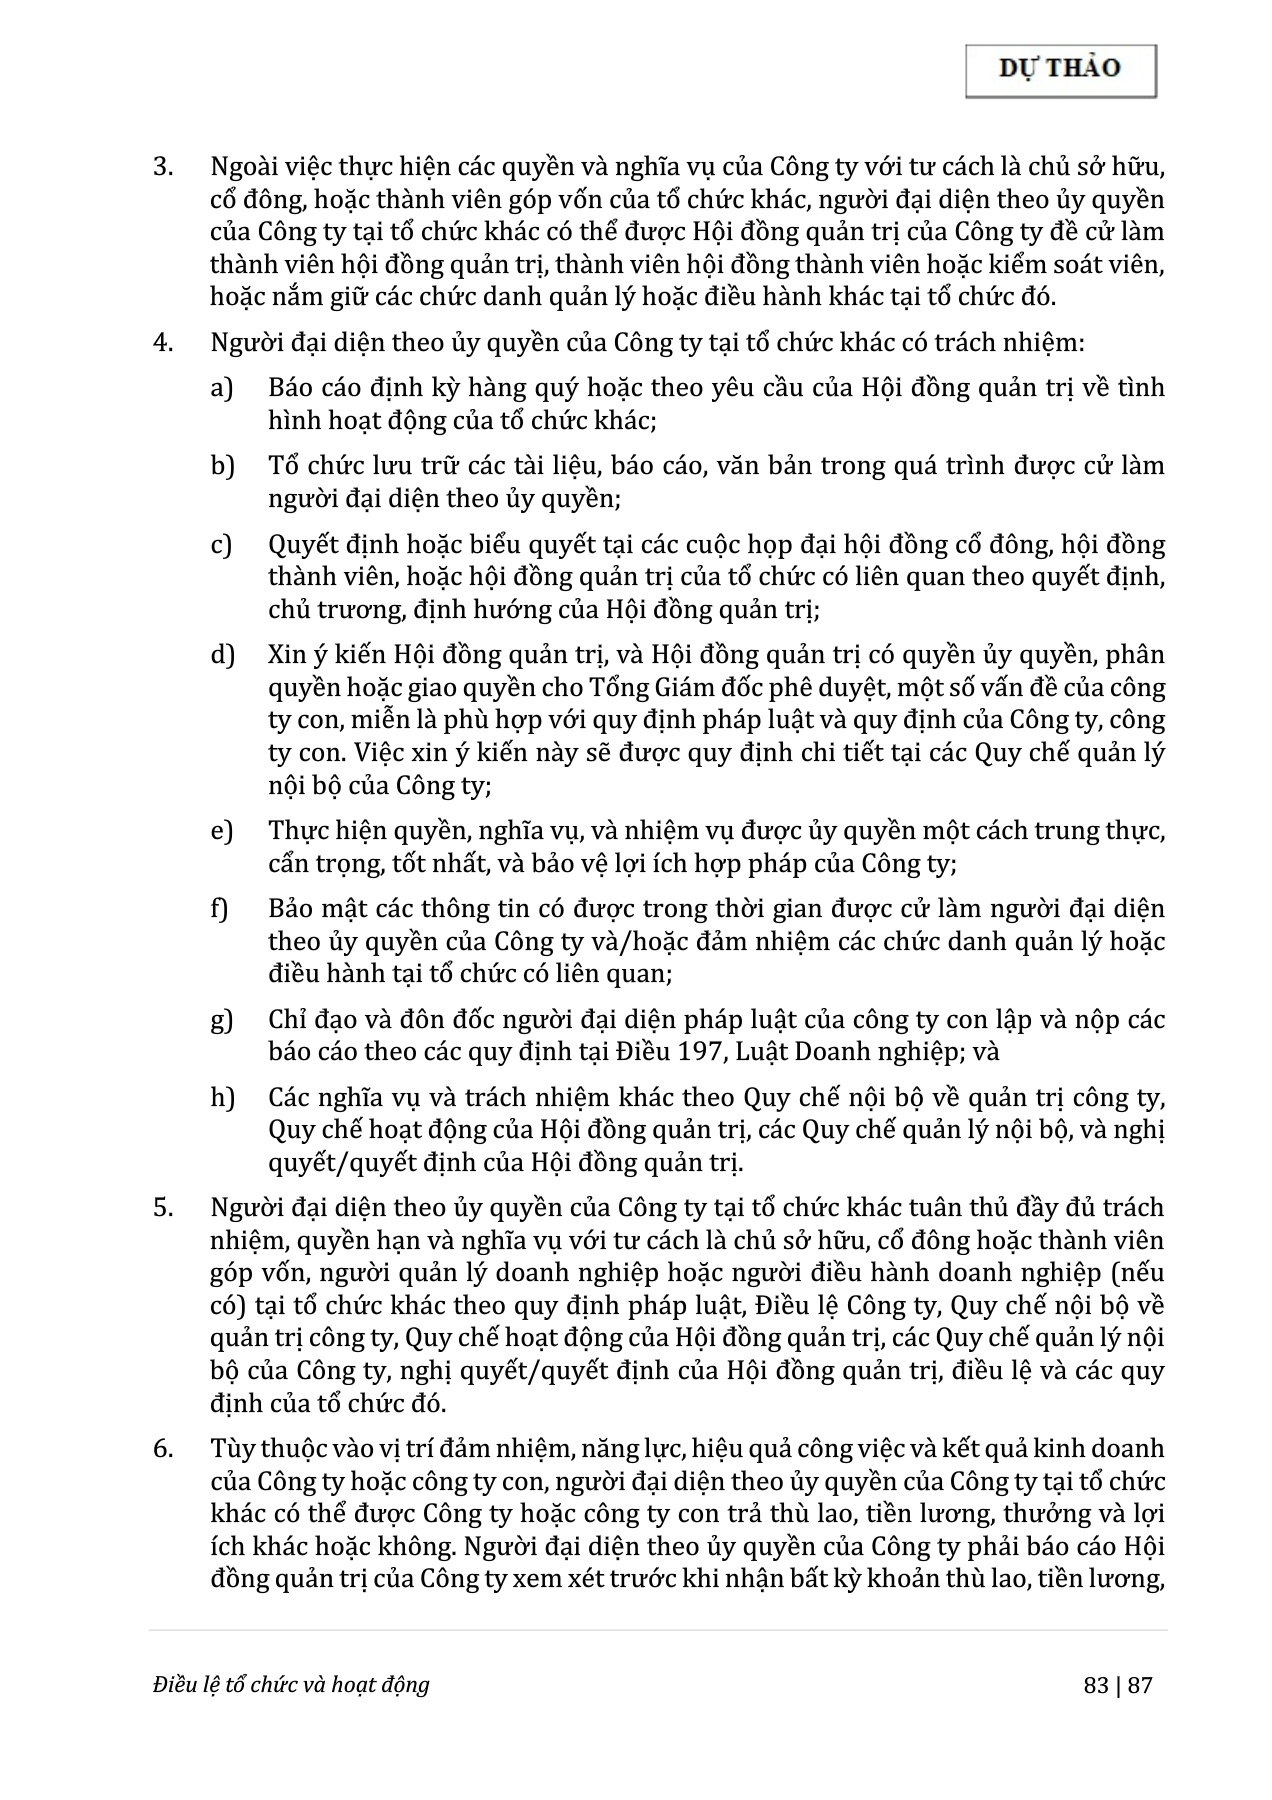 DỰ THẢO
3. Ngoài việc thực hiện các quyền và nghĩa vụ của Công ty với tư cách là chủ sở hữu,
cổ đông, hoặc thành viên góp vốn của tổ chức khác, người đại diện theo ủy quyền
của Công ty tại tổ chức khác có thể được Hội đồng quản trị của Công ty đề cử làm
thành viên hội đồng quản trị, thành viên hội đồng thành viên hoặc kiểm soát viên,
hoặc nắm giữ các chức danh quản lý hoặc điều hành khác tại tổ chức đó.
4. Người đại diện theo ủy quyền của Công ty tại tổ chức khác có trách nhiệm:
a) Báo cáo định kỳ hàng quý hoặc theo yêu cầu của Hội đồng quản trị về tình
hình hoạt động của tổ chức khác;
b) Tổ chức lưu trữ các tài liệu, báo cáo, văn bản trong quá trình được cử làm
người đại diện theo ủy quyền;
c) Quyết định hoặc biểu quyết tại các cuộc họp đại hội đồng cổ đông, hội đồng
thành viên, hoặc hội đồng quản trị của tổ chức có liên quan theo quyết định,
chủ trương, định hướng của Hội đồng quản trị;
d) Xin ý kiến Hội đồng quản trị, và Hội đồng quản trị có quyền ủy quyền, phân
quyền hoặc giao quyền cho Tổng Giám đốc phê duyệt, một số vấn đề của công
ty con, miễn là phù hợp với quy định pháp luật và quy định của Công ty, công
ty con. Việc xin ý kiến này sẽ được quy định chi tiết tại các Quy chế quản lý
nội bộ của Công ty;
e) Thực hiện quyền, nghĩa vụ, và nhiệm vụ được ủy quyền một cách trung thực,
cẩn trọng, tốt nhất, và bảo vệ lợi ích hợp pháp của Công ty;
f) Bảo mật các thông tin có được trong thời gian được cử làm người đại diện
theo ủy quyền của Công ty và/hoặc đảm nhiệm các chức danh quản lý hoặc
điều hành tại tổ chức có liên quan;
g) Chỉ đạo và đôn đốc người đại diện pháp luật của công ty con lập và nộp các
báo cáo theo các quy định tại Điều 197, Luật Doanh nghiệp; và
h) Các nghĩa vụ và trách nhiệm khác theo Quy chế nội bộ về quản trị công ty,
Quy chế hoạt động của Hội đồng quản trị, các Quy chế quản lý nội bộ, và nghị
quyết/quyết định của Hội đồng quản trị.
5. Người đại diện theo ủy quyền của Công ty tại tổ chức khác tuân thủ đầy đủ trách
nhiệm, quyền hạn và nghĩa vụ với tư cách là chủ sở hữu, cổ đông hoặc thành viên
góp vốn, người quản lý doanh nghiệp hoặc người điều hành doanh nghiệp (nếu
có) tại tổ chức khác theo quy định pháp luật, Điều lệ Công ty, Quy chế nội bộ về
quản trị công ty, Quy chế hoạt động của Hội đồng quản trị, các Quy chế quản lý nội
bộ của Công ty, nghị quyết/quyết định của Hội đồng quản trị, điều lệ và các quy
định của tổ chức đó.
6. Tùy thuộc vào vị trí đảm nhiệm, năng lực, hiệu quả công việc và kết quả kinh doanh
của Công ty hoặc công ty con, người đại diện theo ủy quyền của Công ty tại tổ chức
khác có thể được Công ty hoặc công ty con trả thù lao, tiền lương, thưởng và lợi
ích khác hoặc không. Người đại diện theo ủy quyền của Công ty phải báo cáo Hội
đồng quản trị của Công ty xem xét trước khi nhận bất kỳ khoản thù lao, tiền lương,
Điều lệ tổ chức và hoạt động 83 | 87